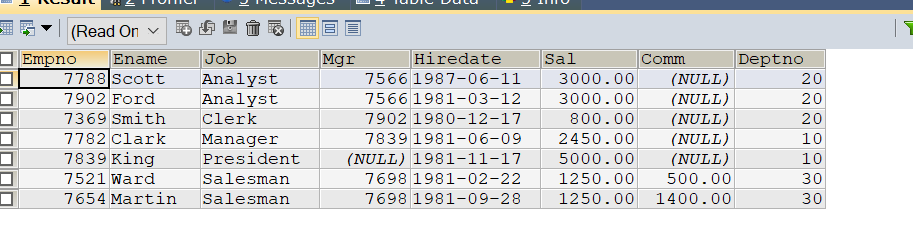 1 Result 2 Profiler 3 Messages 4 Table Data 5 Info
(Read On
Empno Ename Job Mgr Hiredate Sal Comm Deptno
7788 Scott Analyst 7566 1987-06-11 3000.00 (NULL) 20
7902 Ford Analyst 7566 1981-03-12 3000.00 (NULL) 20
7369 Smith Clerk 7902 1980-12-17 800.00 (NULL) 20
7782 Clark Manager 7839 1981-06-09 2450.00 (NULL) 10
7839 King President (NULL) 1981-11-17 5000.00 (NULL) 10
7521 Ward Salesman 7698 1981-02-22 1250.00 500.00 30
7654 Martin Salesman 7698 1981-09-28 1250.00 1400.00 30